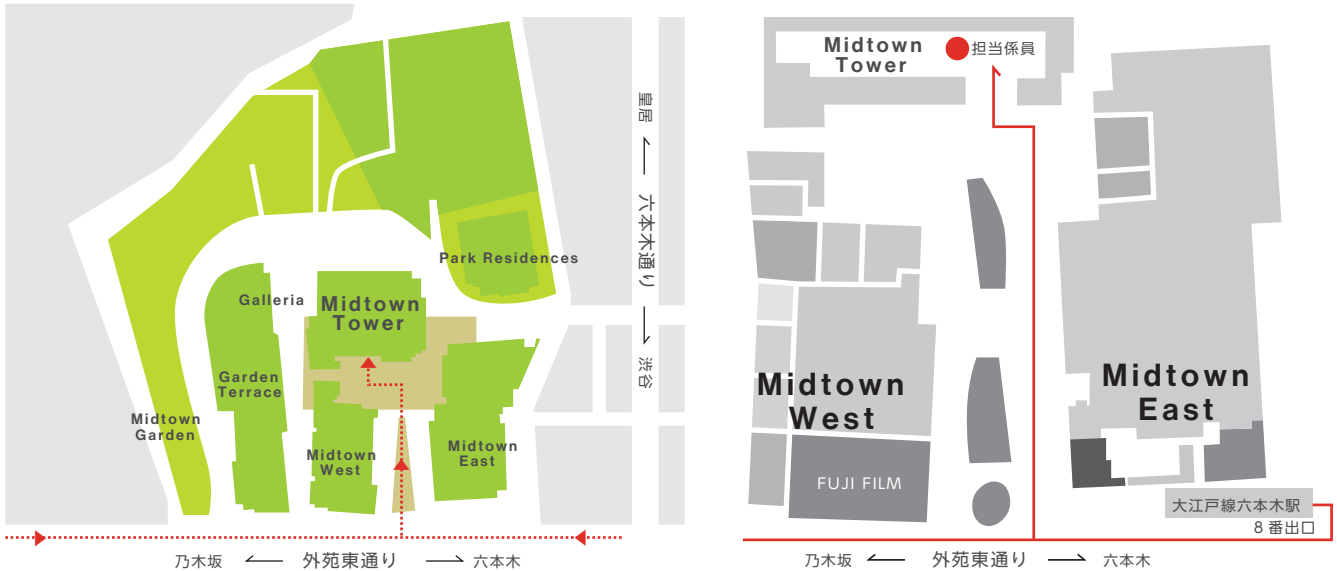 皇居
六本木通り
渋谷
Park Residences
Galleria
Midtown
Tower
Garden
Terrace
Midtown
Garden
Midtown
West
Midtown
East
乃木坂
外苑東通り
六本木
Midtown
Tower
担当係員
Midtown
West
Midtown
East
FUJI FILM
大江戸線六本木駅
8 番出口
乃木坂
外苑東通り
六本木